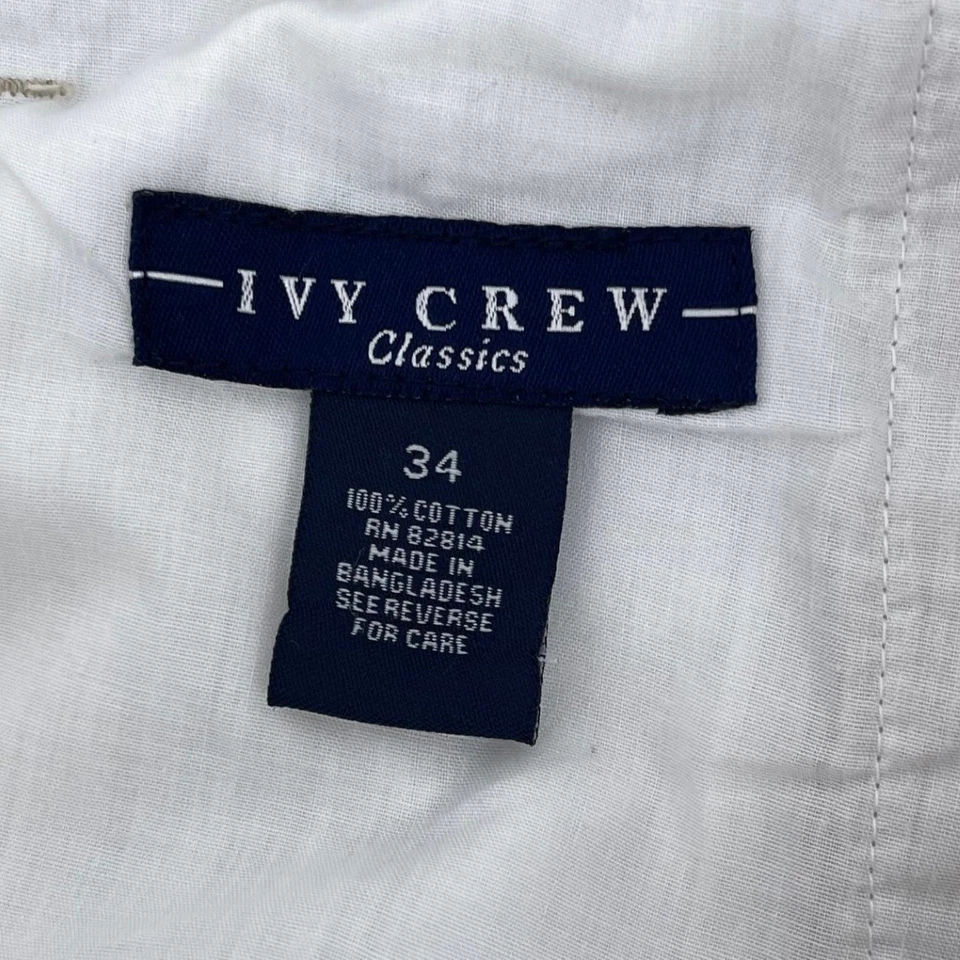 IVY CREW
Classics
34
100% COTTON
RN 82814
MADE IN
BANGLADESH
SEE REVERSE
FOR CARE